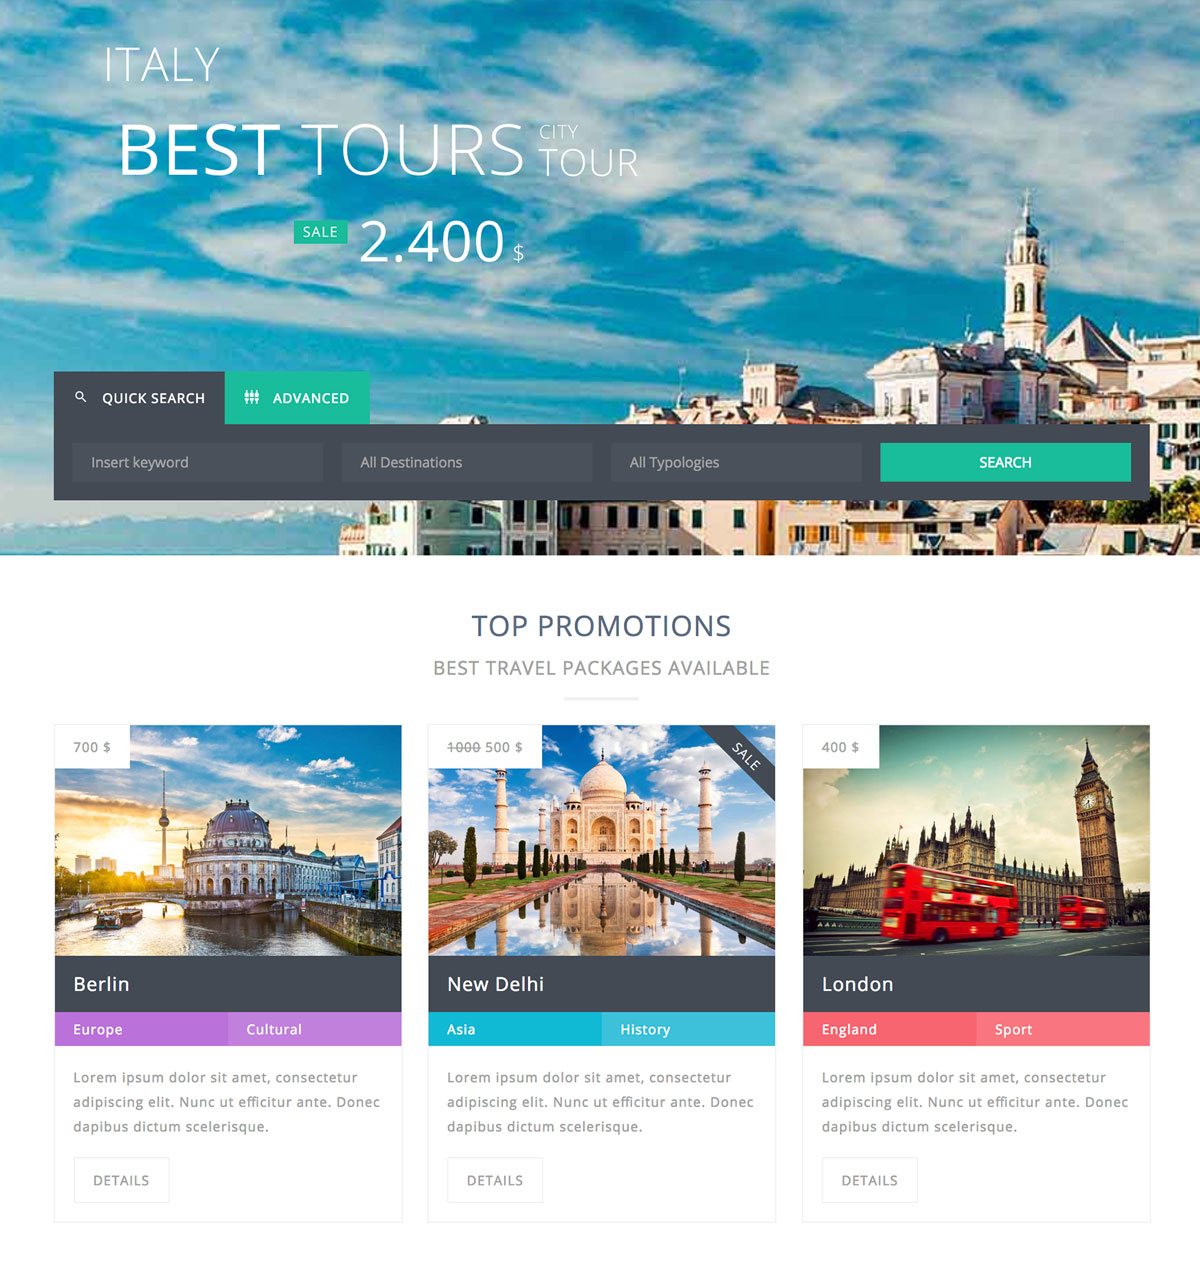 ITALY
BEST TOURS CITY TOUR
SALE 2.400 $
QUICK SEARCH ADVANCED
Insert keyword All Destinations All Typologies SEARCH
TOP PROMOTIONS
BEST TRAVEL PACKAGES AVAILABLE
700 $
Berlin
Europe Cultural
Lorem ipsum dolor sit amet, consectetur
adipiscing elit. Nunc ut efficitur ante. Donec
dapibus dictum scelerisque.
DETAILS
1000 500 $
SALE
New Delhi
Asia History
Lorem ipsum dolor sit amet, consectetur
adipiscing elit. Nunc ut efficitur ante. Donec
dapibus dictum scelerisque.
DETAILS
400 $
London
England Sport
Lorem ipsum dolor sit amet, consectetur
adipiscing elit. Nunc ut efficitur ante. Donec
dapibus dictum scelerisque.
DETAILS